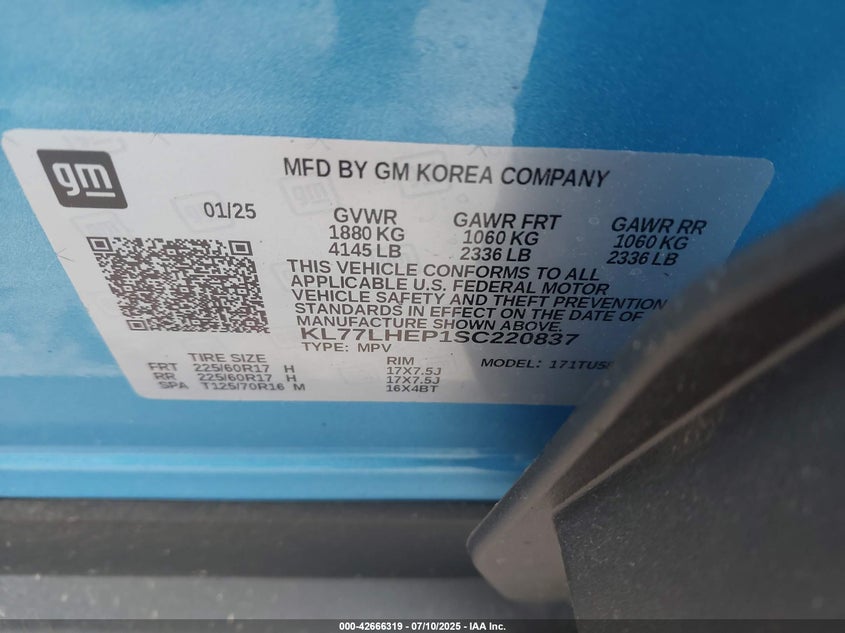 gm
MFD BY GM KOREA COMPANY
01/25
GVWR GAWR FRT GAWR RR
1880 KG 1060 KG 1060 KG
4145 LB 2336 LB 2336 LB
THIS VEHICLE CONFORMS TO ALL
APPLICABLE U.S. FEDERAL MOTOR
VEHICLE SAFETY AND THEFT PREVENTION
STANDARDS IN EFFECT ON THE DATE OF
MANUFACTURE SHOWN ABOVE.
KL77LHEP1SC220837
TYPE: MPV MODEL: 171TUS
TIRE SIZE RIM
FRT 225/60R17 H 17X7.5J
RR 225/60R17 H 17X7.5J
SPA T125/70R16 M 16X4BT
000-42666319 / 07/10/2025 - IAA Inc.